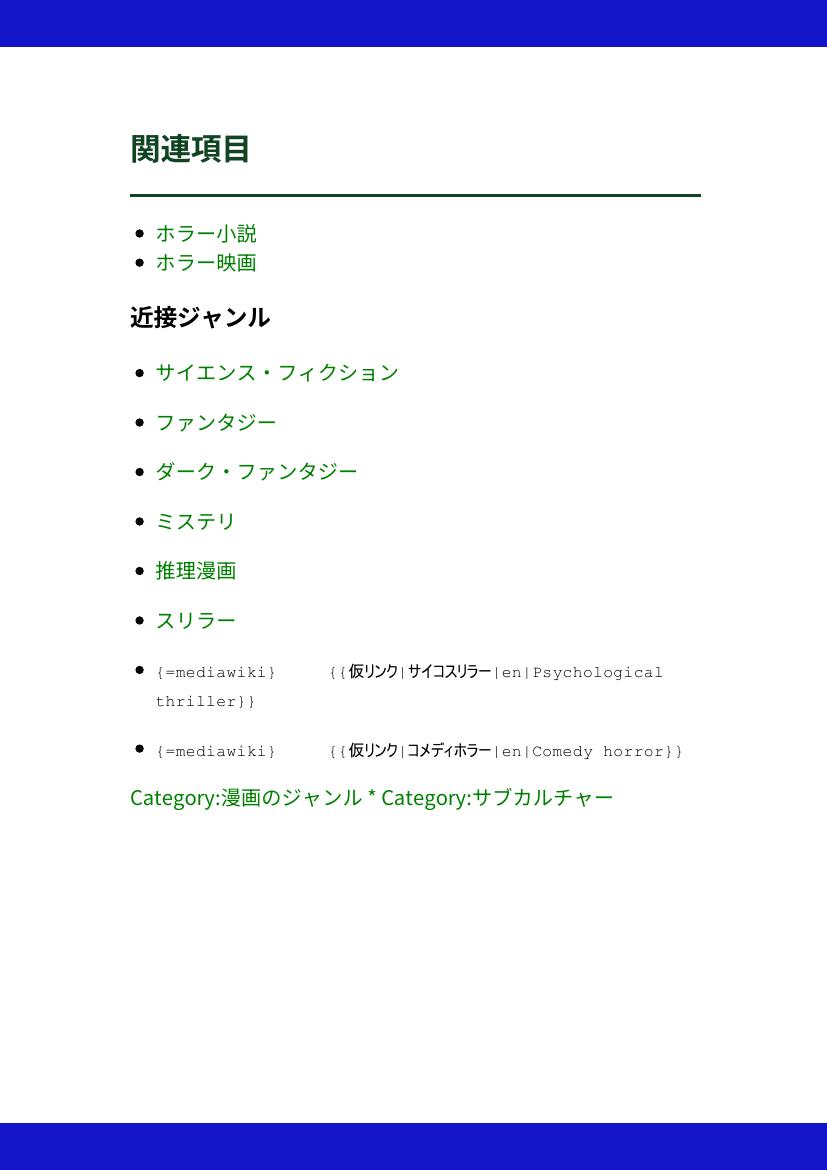 関連項目
ホラー小説
ホラー映画
近接ジャンル
サイエンス・フィクション
ファンタジー
ダーク・ファンタジー
ミステリ
推理漫画
スリラー
{=mediawiki} {{仮リンク|サイコスリラー|en|Psychological
thriller}}
{=mediawiki} {{仮リンク|コメディホラー|en|Comedy horror}}
Category:漫画のジャンル * Category:サブカルチャー